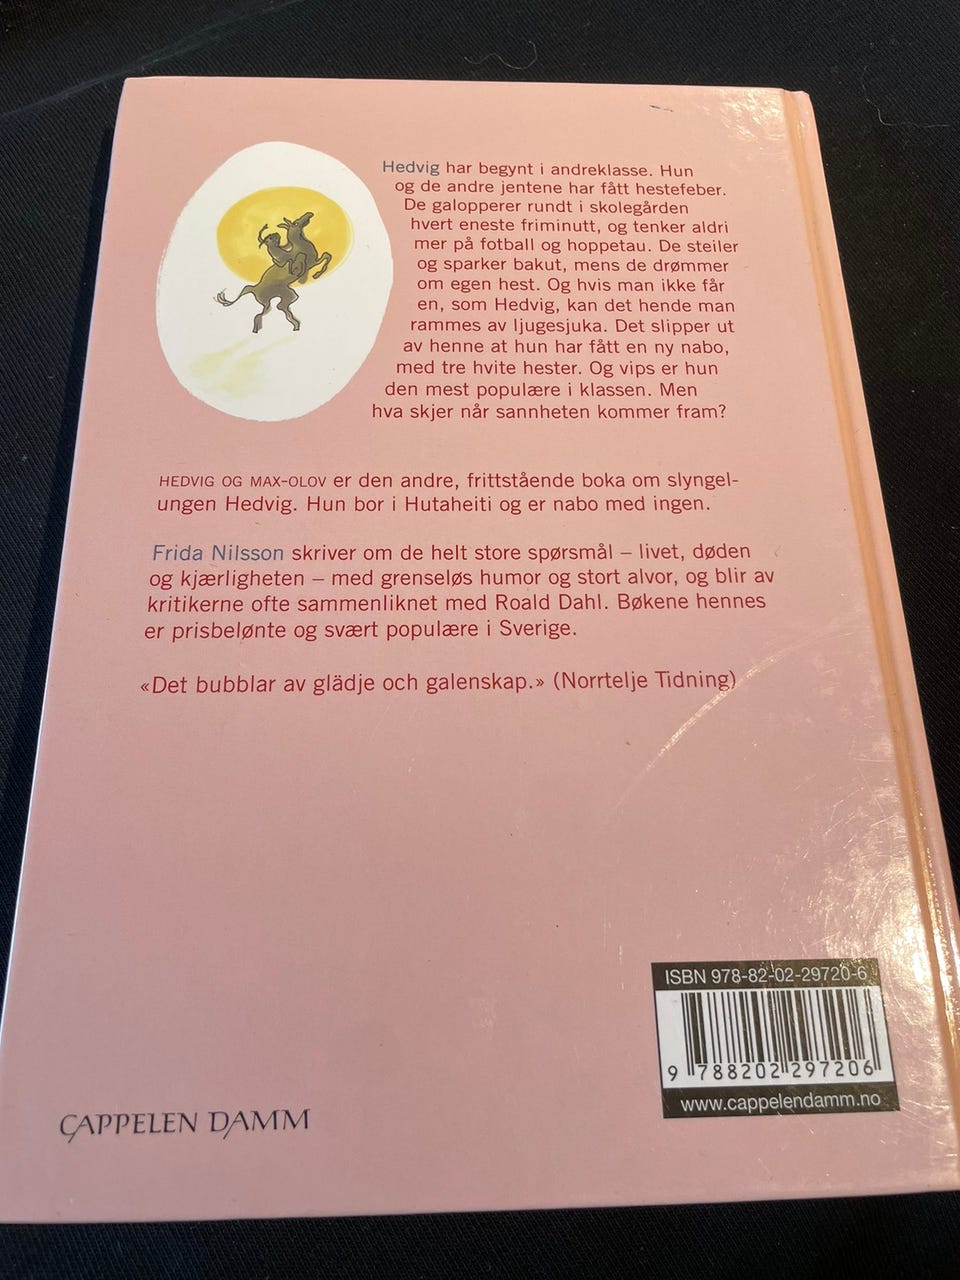 Hedvig har begynt i andreklasse. Hun
og de andre jentene har fått hestefeber.
De galopperer rundt i skolegården
hvert eneste friminutt, og tenker aldri
mer på fotball og hoppetau. De steiler
og sparker bakut, mens de drømmer
om egen hest. Og hvis man ikke får
en, som Hedvig, kan det hende man
rammes av ljugesjuka. Det slipper ut
av henne at hun har fått en ny nabo,
med tre hvite hester. Og vips er hun
den mest populære i klassen. Men
hva skjer når sannheten kommer fram?
HEDVIG OG MAX-OLOV er den andre, frittstående boka om slyngel-
ungen Hedvig. Hun bor i Hutaheiti og er nabo med ingen.
Frida Nilsson skriver om de helt store spørsmål – livet, døden
og kjærligheten – med grenseløs humor og stort alvor, og blir av
kritikerne ofte sammenliknet med Roald Dahl. Bøkene hennes
er prisbelønte og svært populære i Sverige.
«Det bubblar av glädje och galenskap.» (Norrtelje Tidning)
ISBN 978-82-02-29720-6
9 788202 297206
www.cappelendamm.no
CAPPELEN DAMM